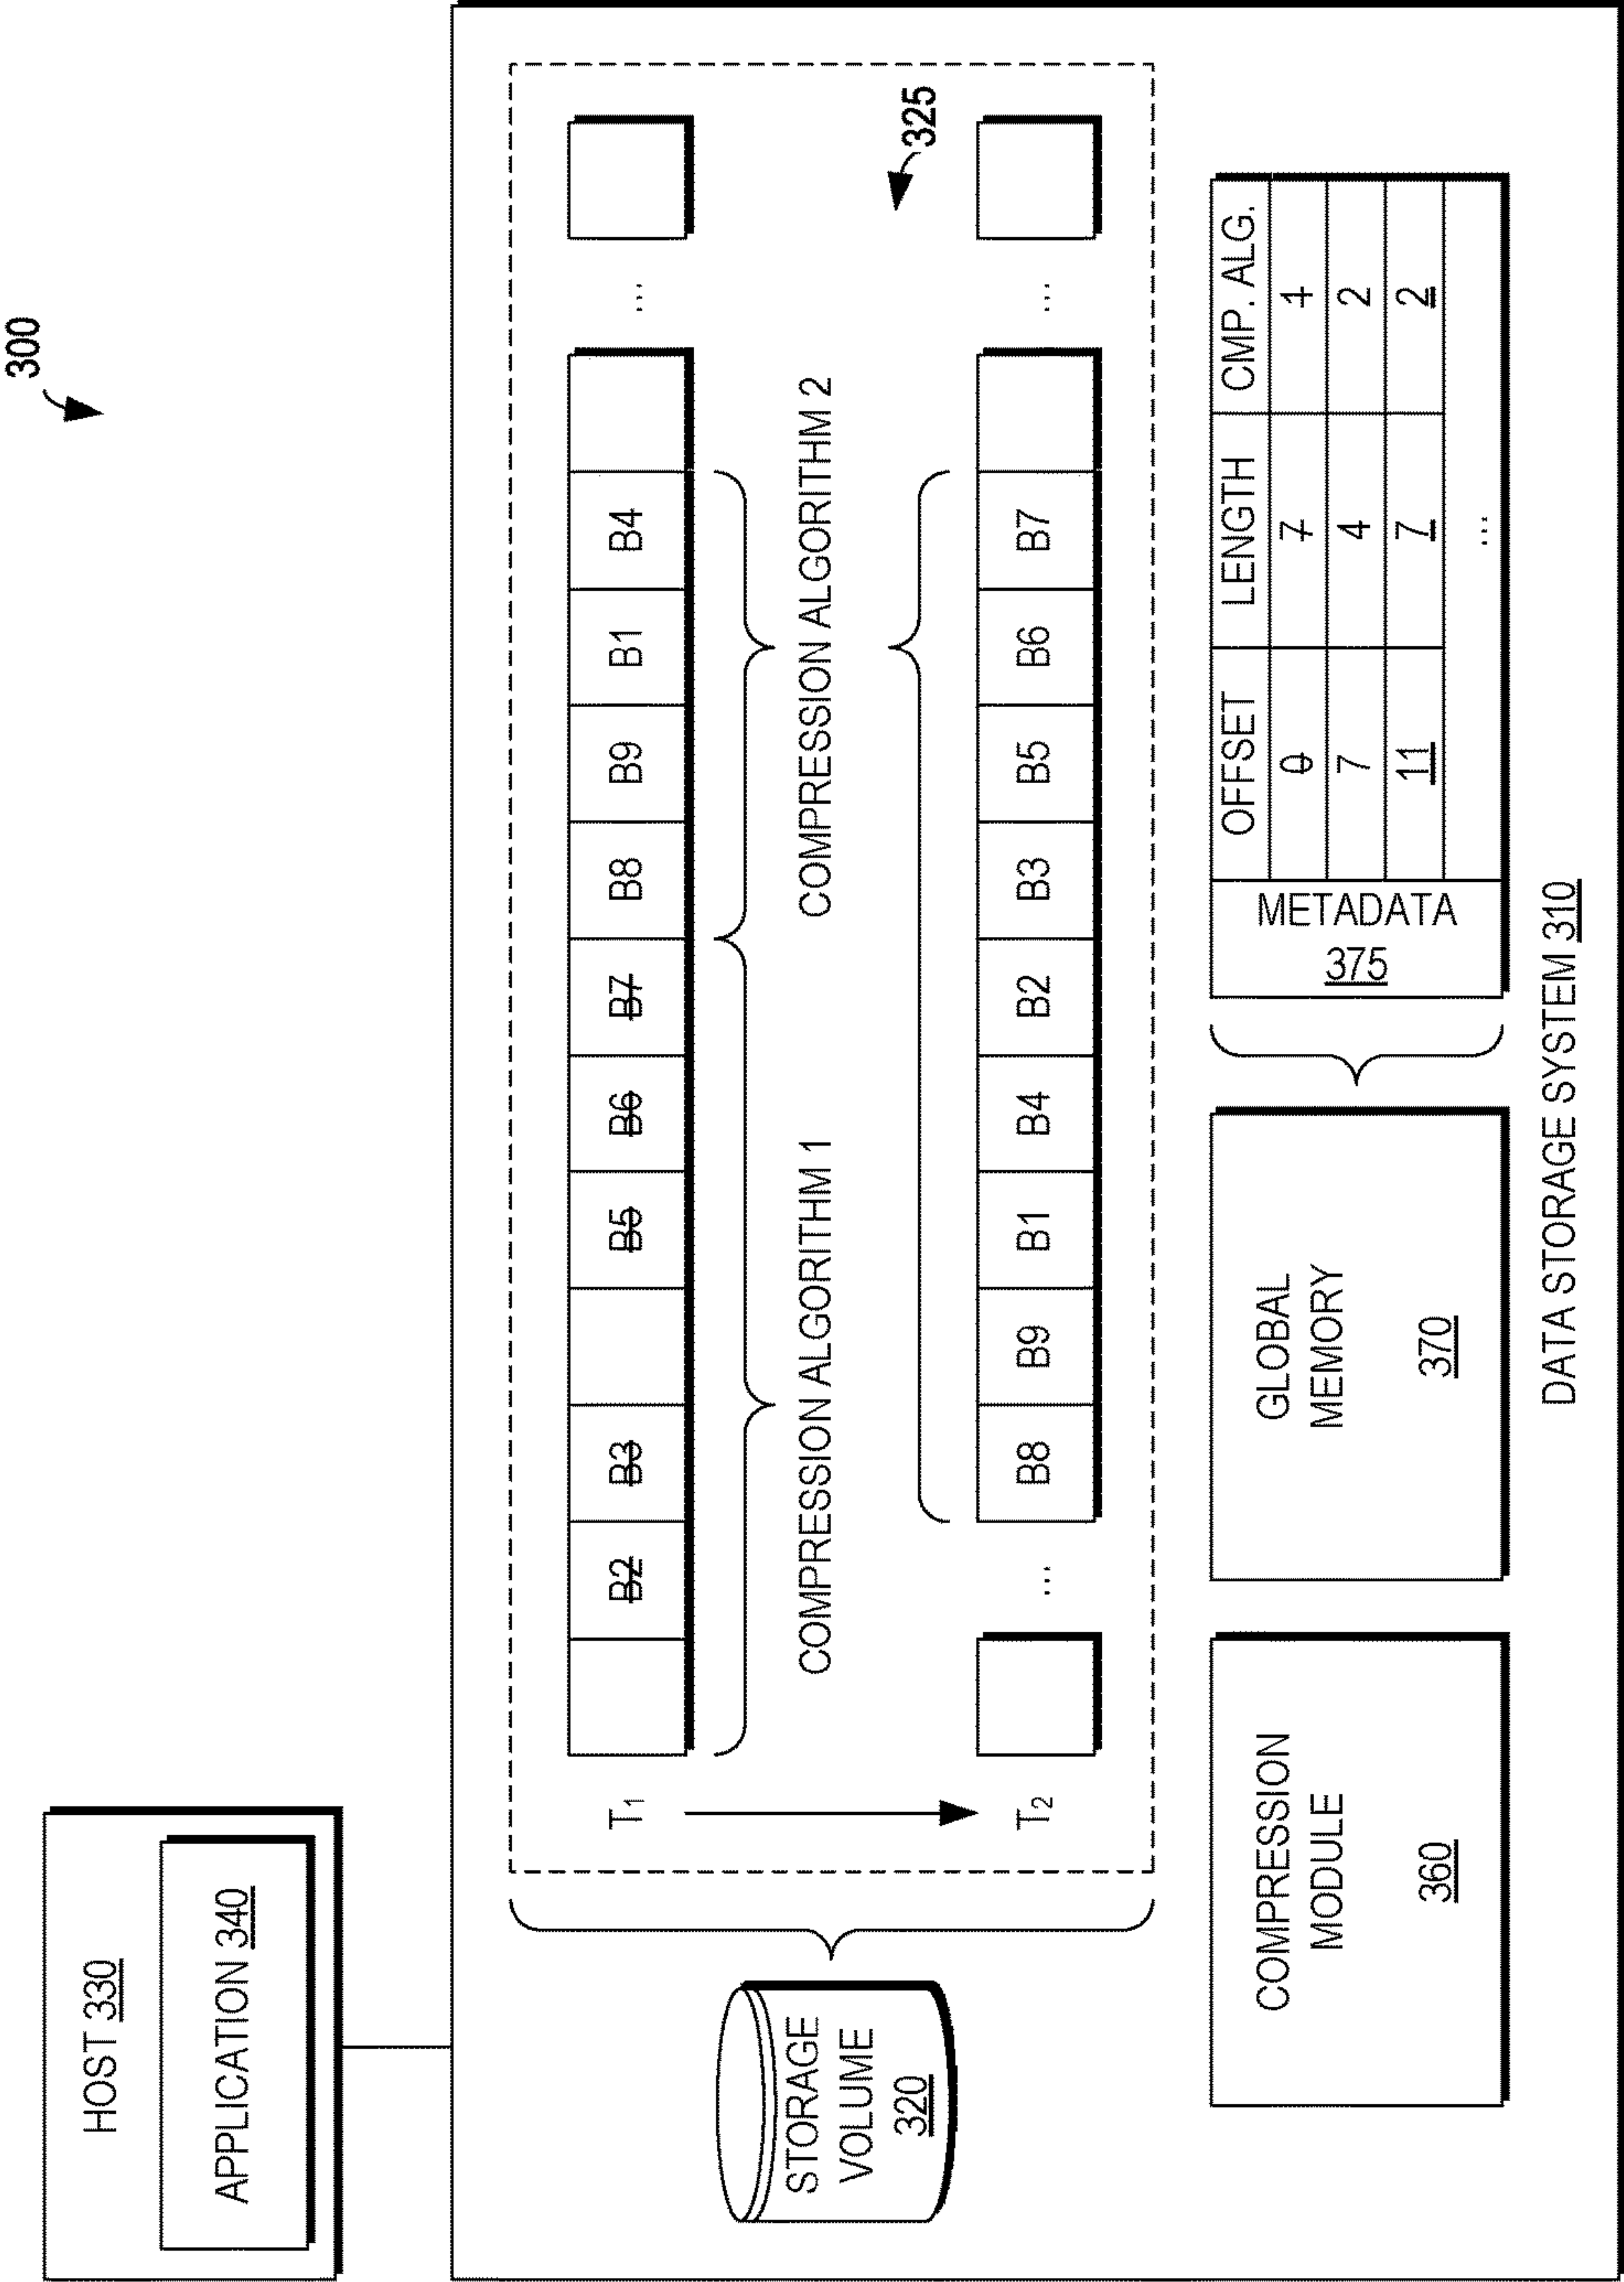 300
HOST 330
APPLICATION 340
T1
B2 B3 B5 B6 B7 B8 B9 B1 B4 ...
COMPRESSION ALGORITHM 1 COMPRESSION ALGORITHM 2
325
T2
... B8 B9 B1 B4 B2 B3 B5 B6 B7 ...
STORAGE
VOLUME
320
COMPRESSION
MODULE
360
GLOBAL
MEMORY
370
METADATA
375
OFFSET LENGTH CMP. ALG.
0 7 1
7 4 2
11 7 2
...
DATA STORAGE SYSTEM 310